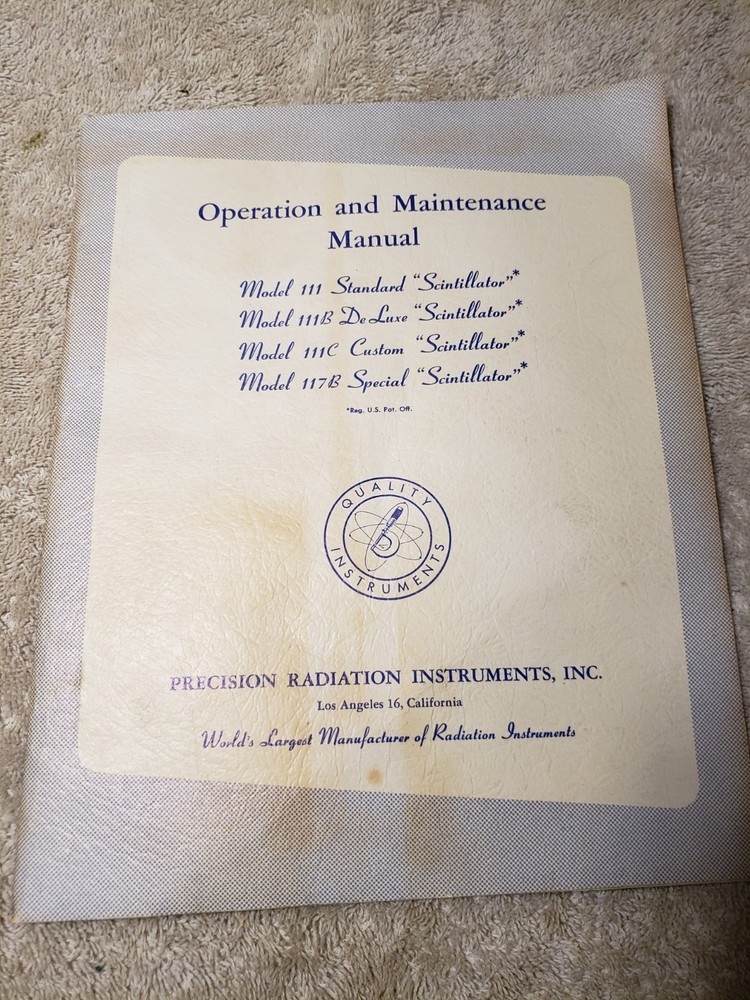 Operation and Maintenance
Manual
Model 111 Standard "Scintillator"*
Model 111B De Luxe "Scintillator"*
Model 111C Custom "Scintillator"*
Model 117B Special "Scintillator"*
*Reg. U.S. Pat. Off.
QUALITY
INSTRUMENTS
PRECISION RADIATION INSTRUMENTS, INC.
Los Angeles 16, California
World's Largest Manufacturer of Radiation Instruments